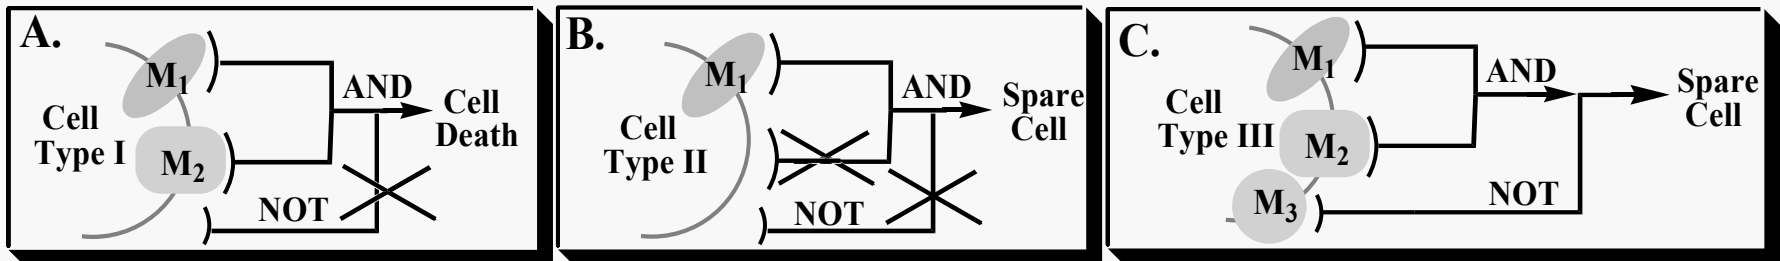 A.
M1
Cell
Type I
M2
AND
NOT
Cell
Death
B.
M1
Cell
Type II
AND
NOT
Spare
Cell
C.
M1
Cell
Type III
M2
M3
AND
NOT
Spare
Cell